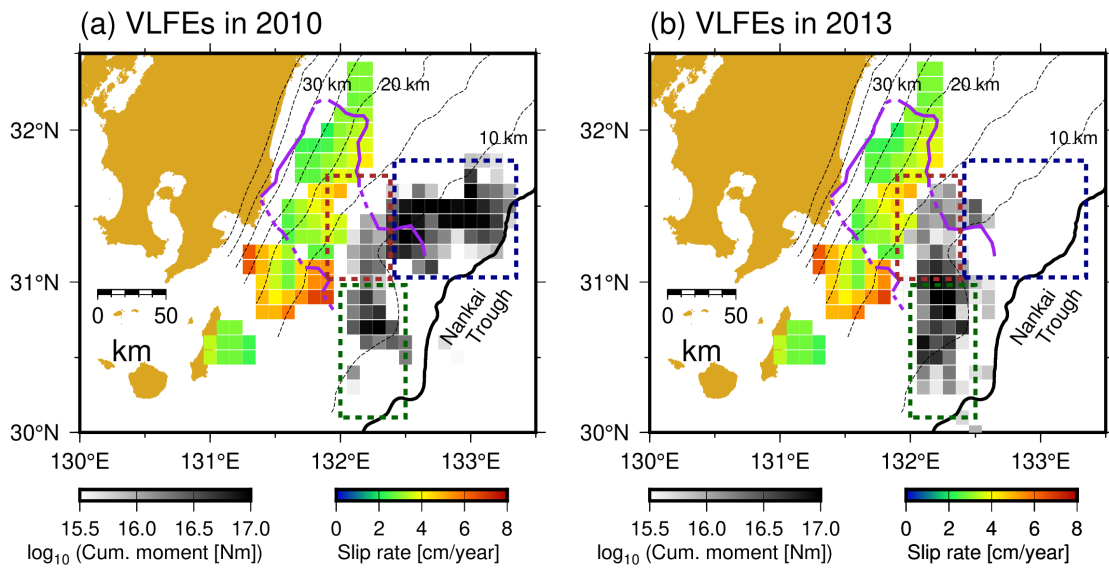 (a) VLFEs in 2010
30 km
20 km
10 km
32°N
31°N
30°N
0 50
km
Nankai
Trough
130°E 131°E 132°E 133°E
15.5 16.0 16.5 17.0
log₁₀ (Cum. moment [Nm])
0 2 4 6 8
Slip rate [cm/year]
(b) VLFEs in 2013
30 km
20 km
10 km
32°N
31°N
30°N
0 50
km
Nankai
Trough
130°E 131°E 132°E 133°E
15.5 16.0 16.5 17.0
log₁₀ (Cum. moment [Nm])
0 2 4 6 8
Slip rate [cm/year]